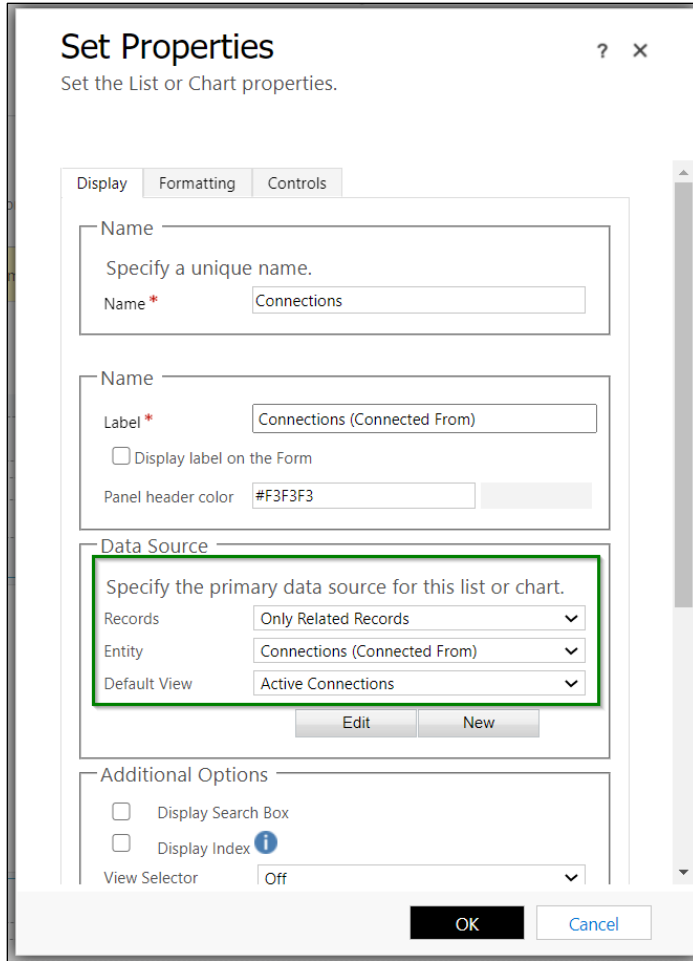 Set Properties
? ×
Set the List or Chart properties.
Display Formatting Controls
Name
Specify a unique name.
Name* Connections
Name
Label* Connections (Connected From)
Display label on the Form
Panel header color #F3F3F3
Data Source
Specify the primary data source for this list or chart.
Records Only Related Records
Entity Connections (Connected From)
Default View Active Connections
Edit New
Additional Options
Display Search Box
Display Index i
View Selector Off
OK Cancel